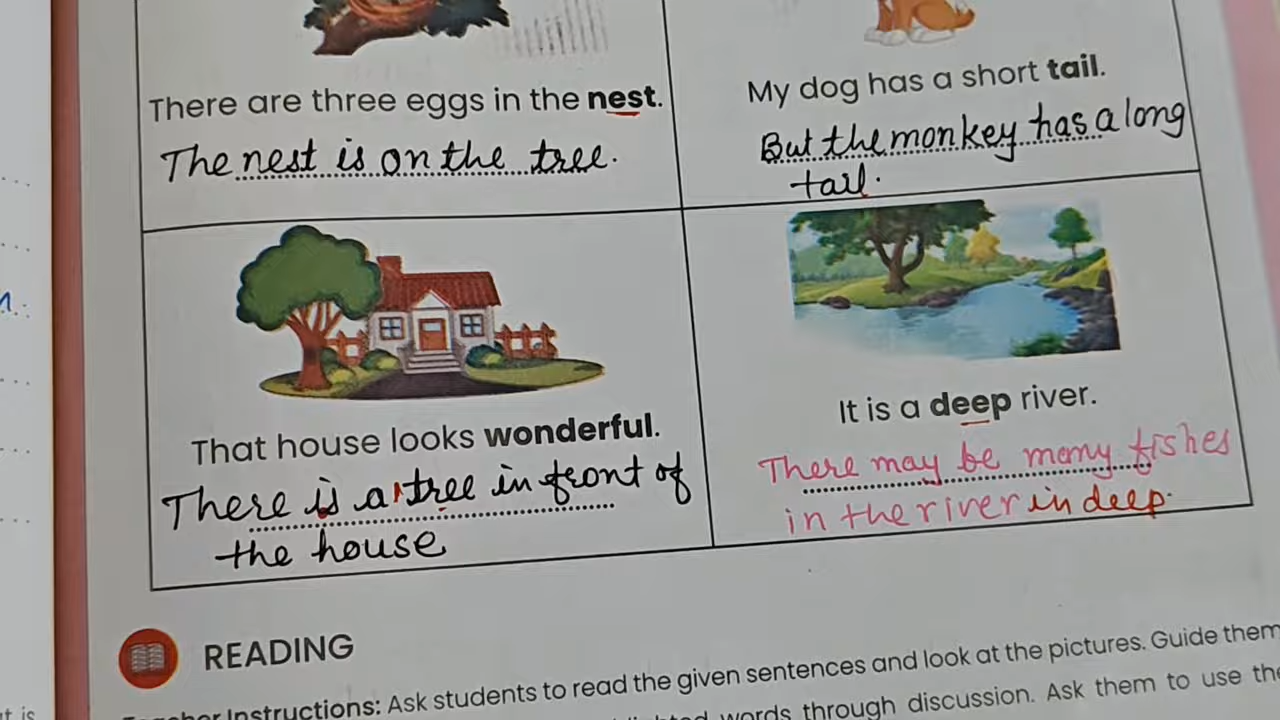 There are three eggs in the nest.
The nest is on the tree.
My dog has a short tail.
But the monkey has a long
tail.
That house looks wonderful.
There is a tree in front of
the house
It is a deep river.
There may be many fishes
in the river in deep.
READING
Instructions: Ask students to read the given sentences and look at the pictures. Guide them
words through discussion. Ask them to use the